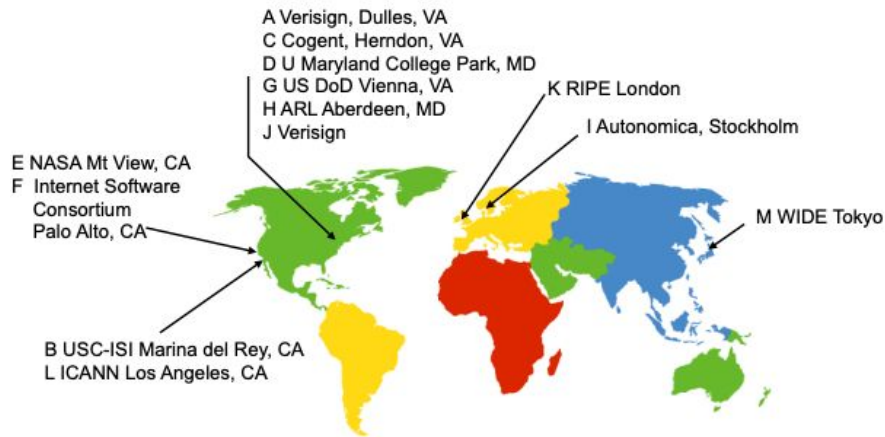 A Verisign, Dulles, VA
C Cogent, Herndon, VA
D U Maryland College Park, MD
G US DoD Vienna, VA
H ARL Aberdeen, MD
J Verisign
K RIPE London
I Autonomica, Stockholm
E NASA Mt View, CA
F Internet Software
Consortium
Palo Alto, CA
M WIDE Tokyo
B USC-ISI Marina del Rey, CA
L ICANN Los Angeles, CA